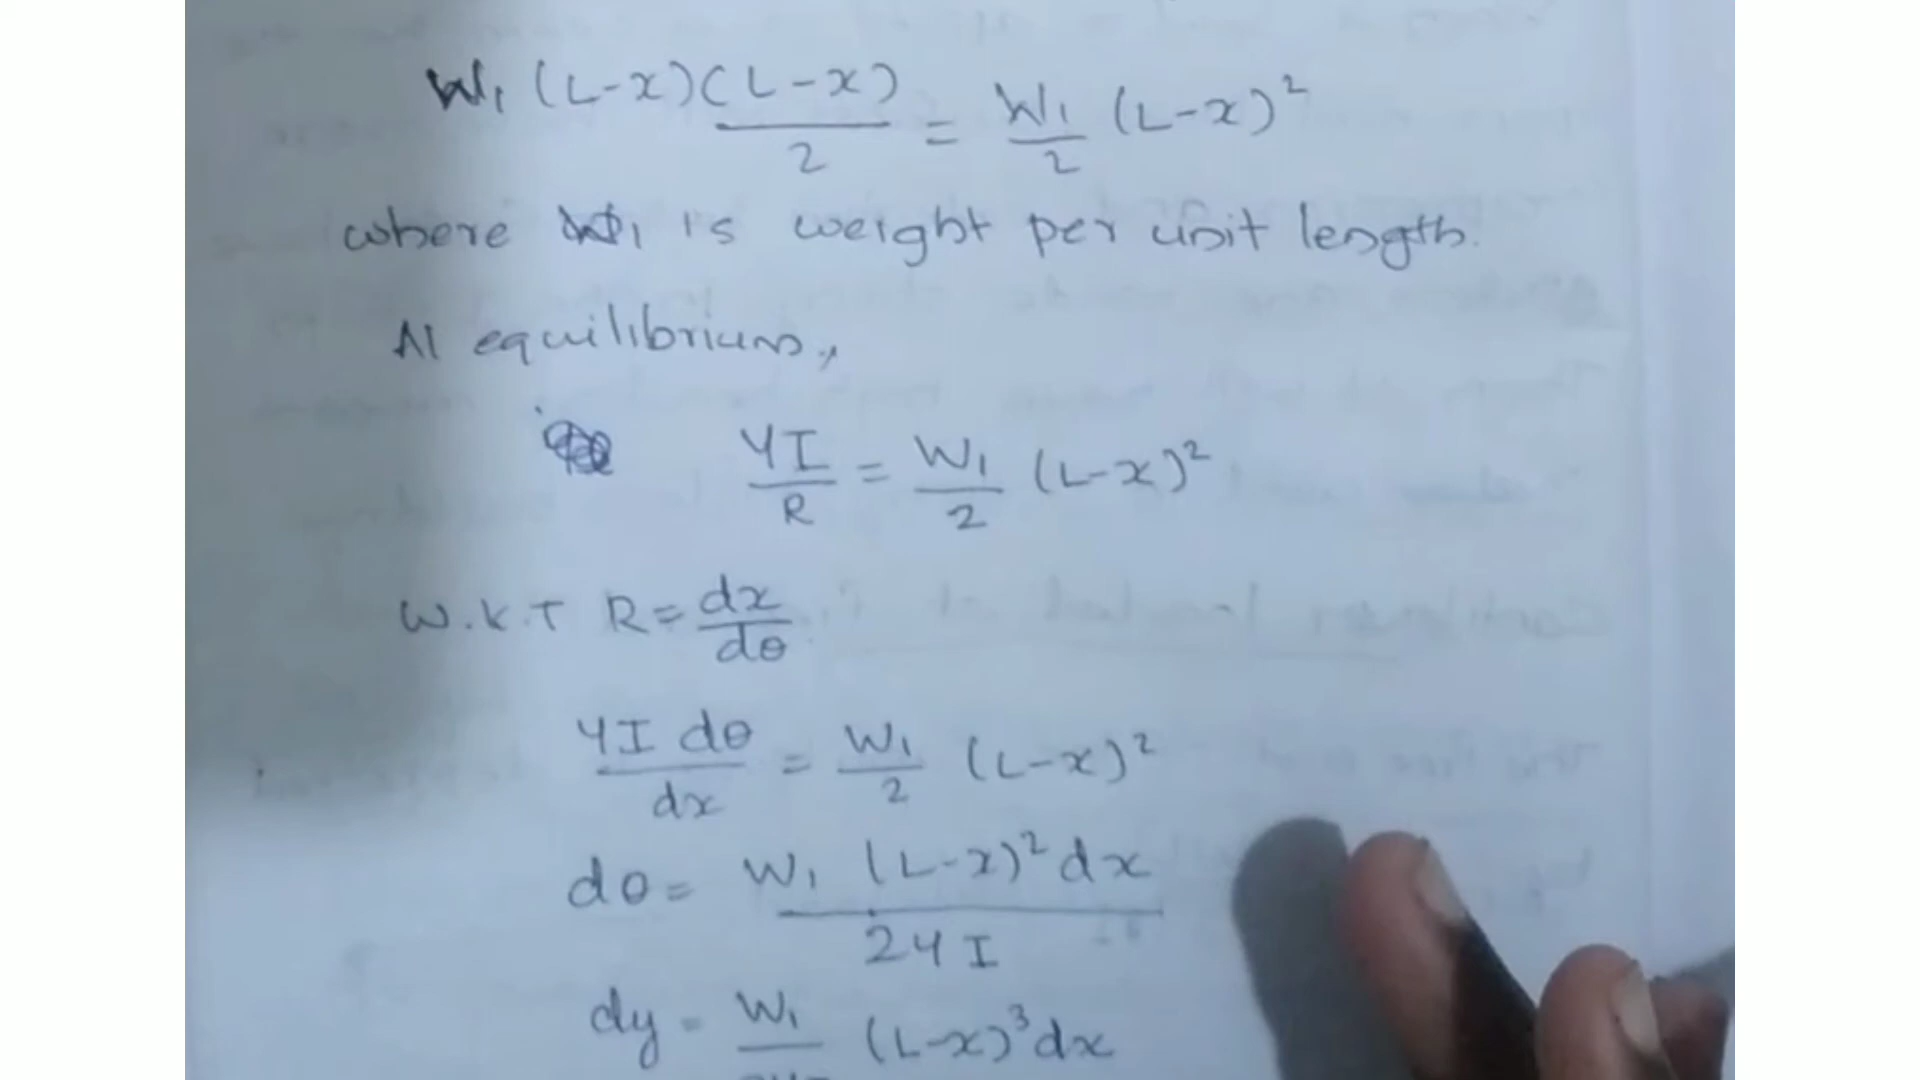 W₁ (L-x) (L-x)/2 = W₁/2 (L-x)²
where W₁ is weight per unit length.
At equilibrium,
YI/R = W₁/2 (L-x)²
W.K.T R = dx/dθ
YI dθ/dx = W₁/2 (L-x)²
dθ = W₁ (L-x)² dx / 2YI
dy = W₁/ (L-x)³ dx